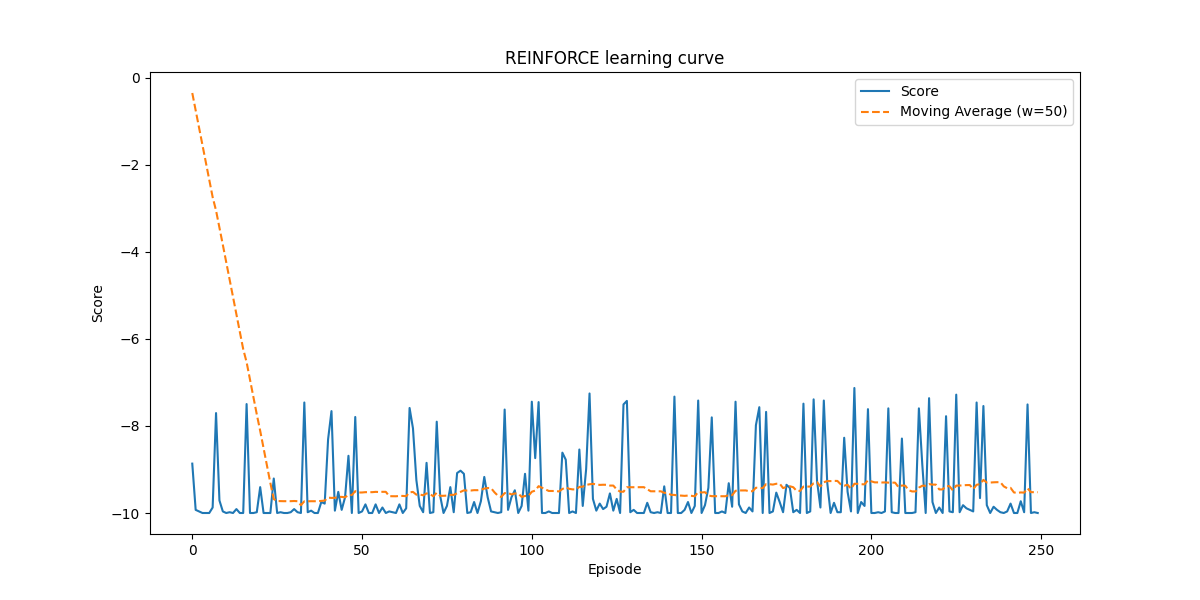 REINFORCE learning curve
Score
Moving Average (w=50)
0
−2
−4
−6
−8
−10
Score
0
50
100
150
200
250
Episode